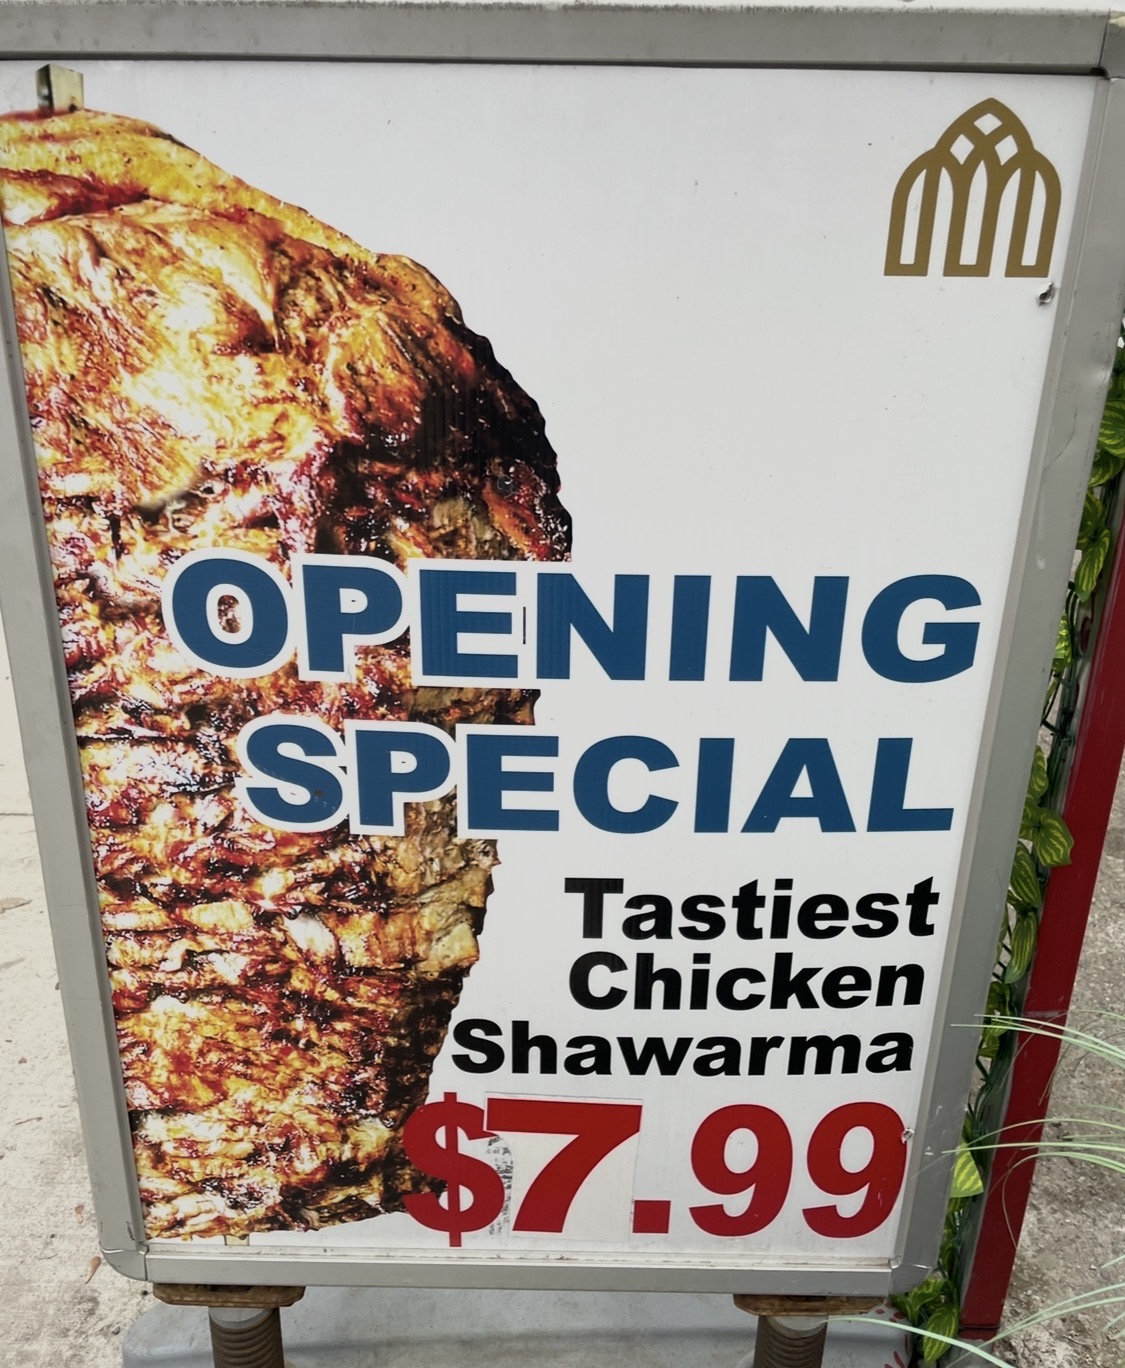 OPENING
SPECIAL
Tastiest
Chicken
Shawarma
$7.99